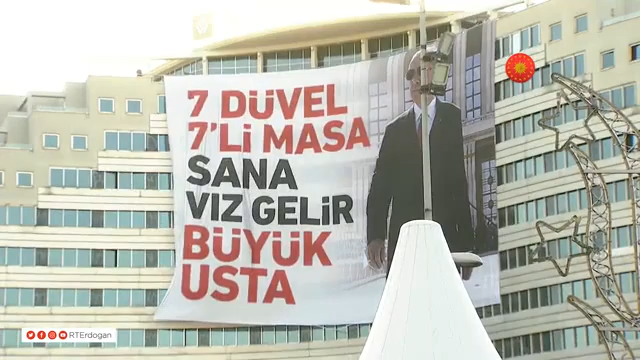 7 DÜVEL
7'Lİ MASA
SANA
VIZ GELİR
BÜYÜK
USTA
RTErdogan